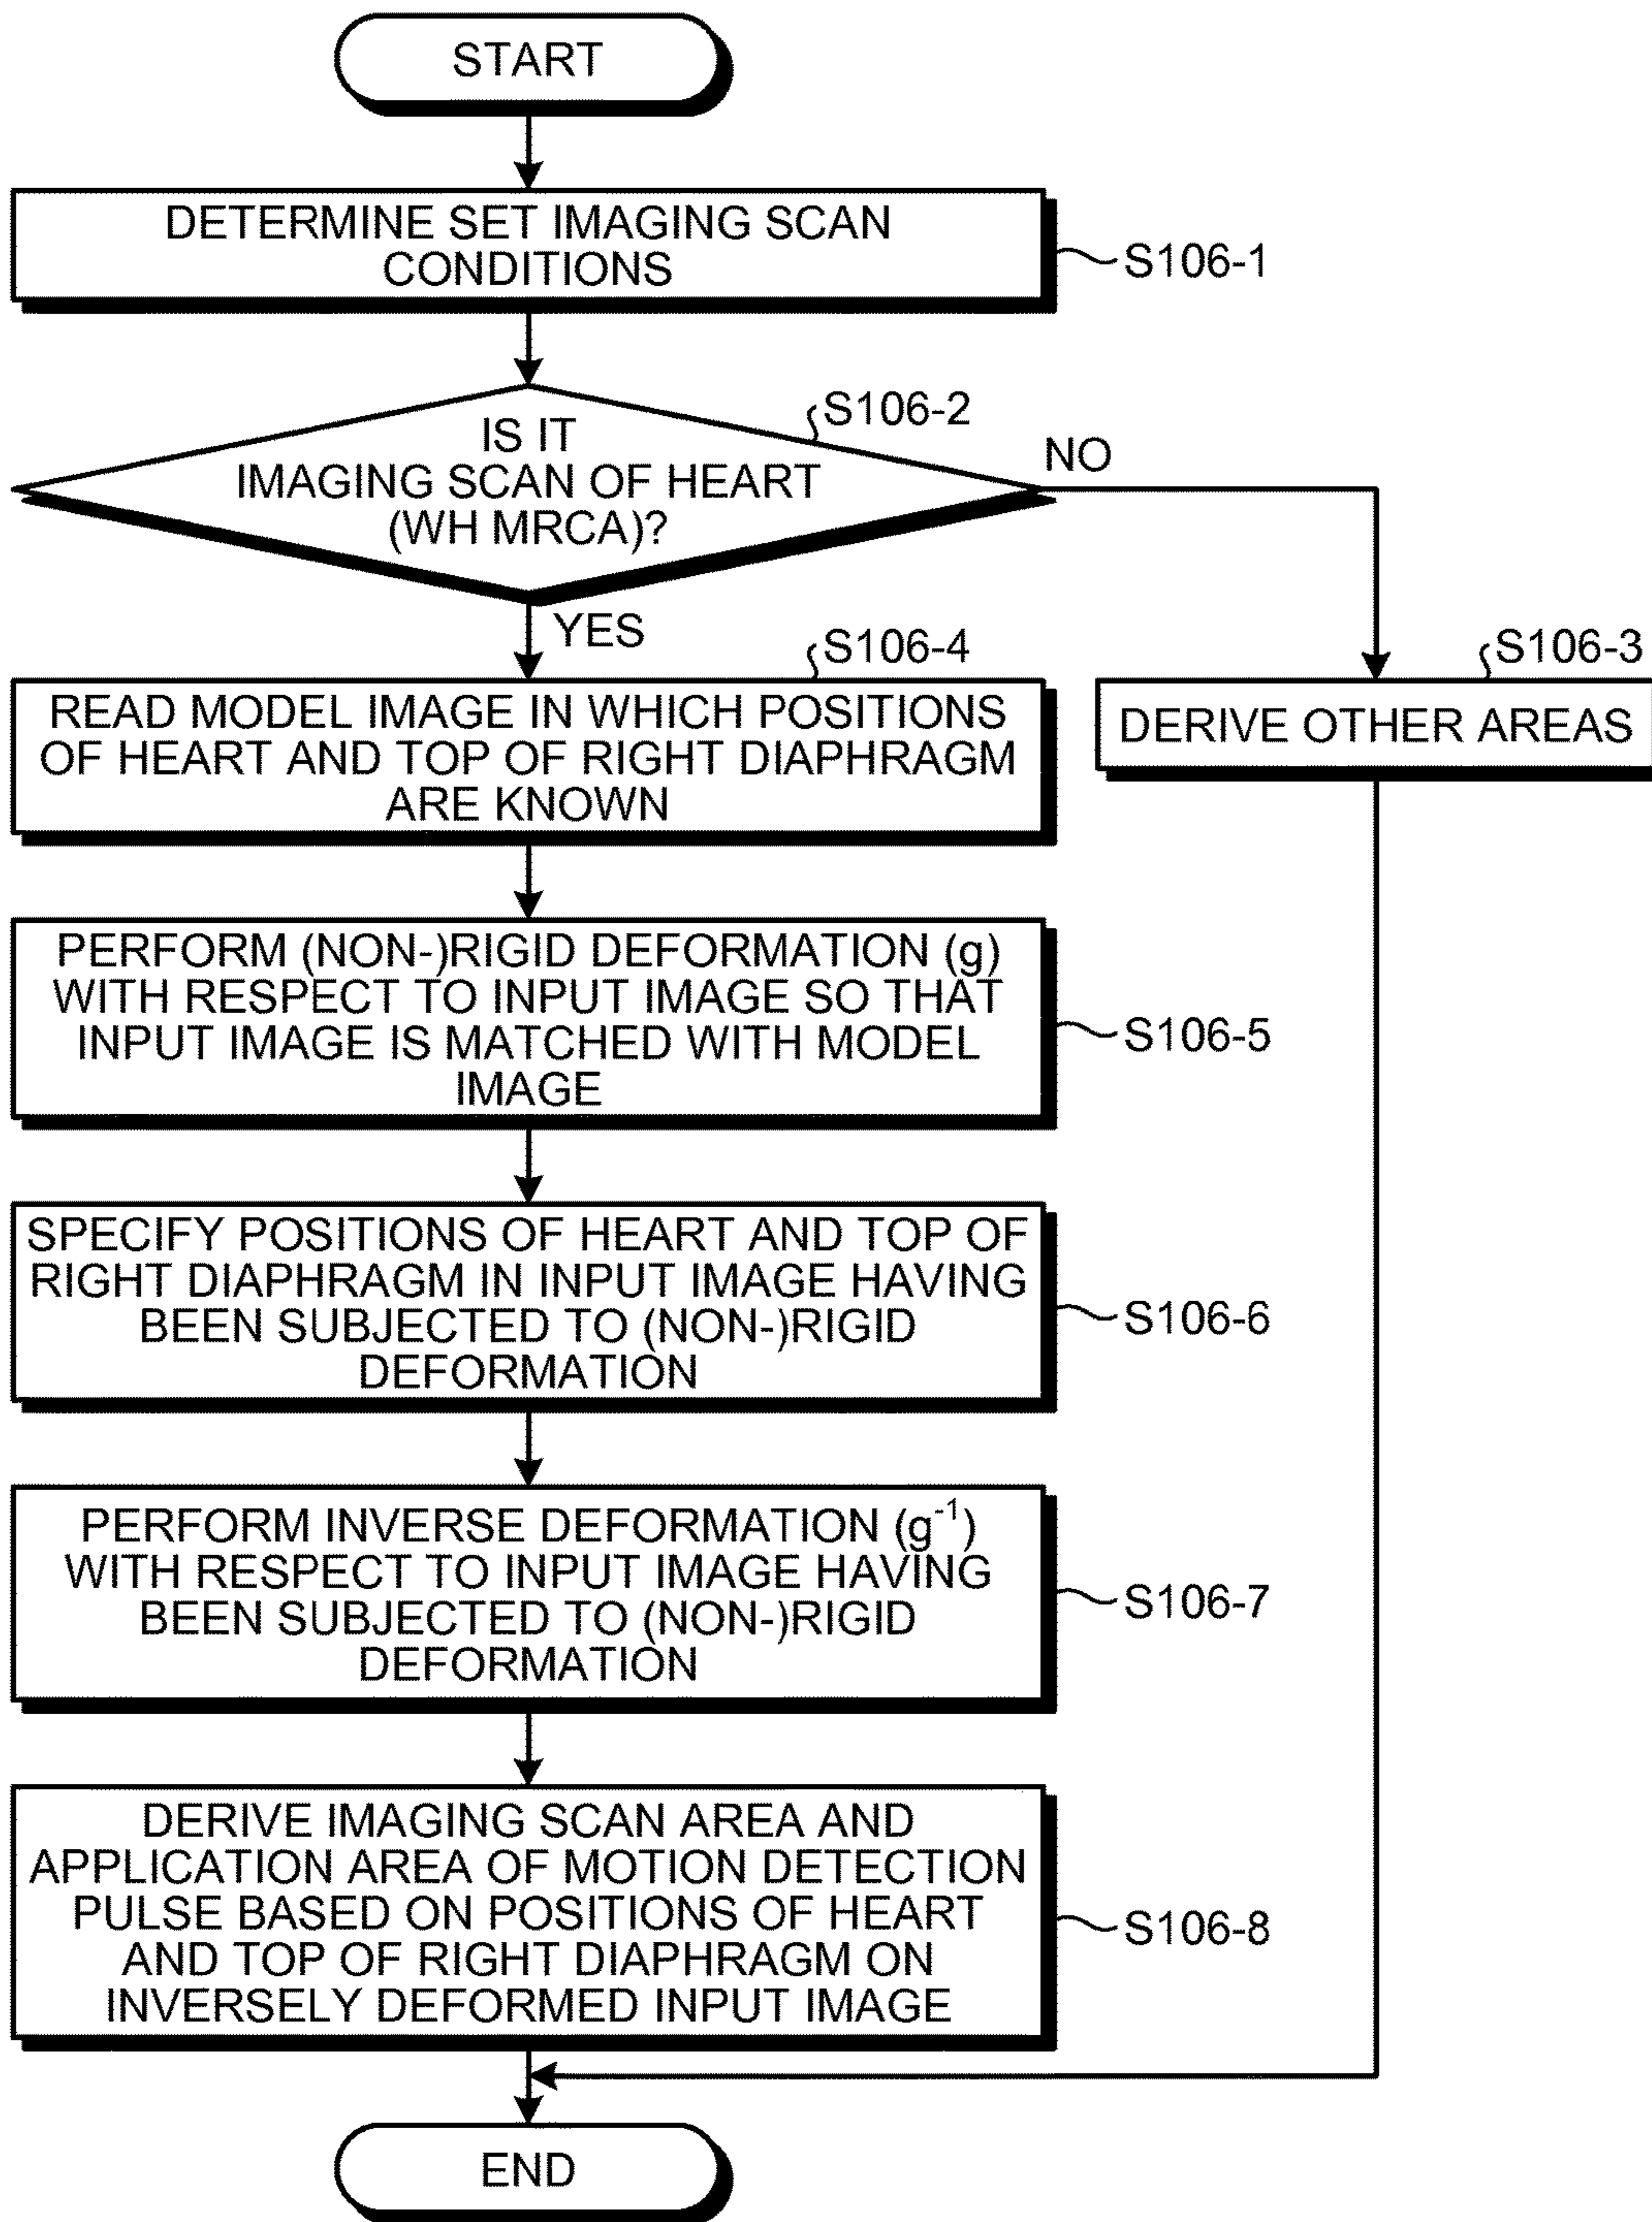 START
DETERMINE SET IMAGING SCAN
CONDITIONS
S106-1
S106-2
IS IT
IMAGING SCAN OF HEART
(WH MRCA)?
NO
YES
S106-4
READ MODEL IMAGE IN WHICH POSITIONS
OF HEART AND TOP OF RIGHT DIAPHRAGM
ARE KNOWN
S106-3
DERIVE OTHER AREAS
PERFORM (NON-)RIGID DEFORMATION (g)
WITH RESPECT TO INPUT IMAGE SO THAT
INPUT IMAGE IS MATCHED WITH MODEL
IMAGE
S106-5
SPECIFY POSITIONS OF HEART AND TOP OF
RIGHT DIAPHRAGM IN INPUT IMAGE HAVING
BEEN SUBJECTED TO (NON-)RIGID
DEFORMATION
S106-6
PERFORM INVERSE DEFORMATION (g⁻¹)
WITH RESPECT TO INPUT IMAGE HAVING
BEEN SUBJECTED TO (NON-)RIGID
DEFORMATION
S106-7
DERIVE IMAGING SCAN AREA AND
APPLICATION AREA OF MOTION DETECTION
PULSE BASED ON POSITIONS OF HEART
AND TOP OF RIGHT DIAPHRAGM ON
INVERSELY DEFORMED INPUT IMAGE
S106-8
END